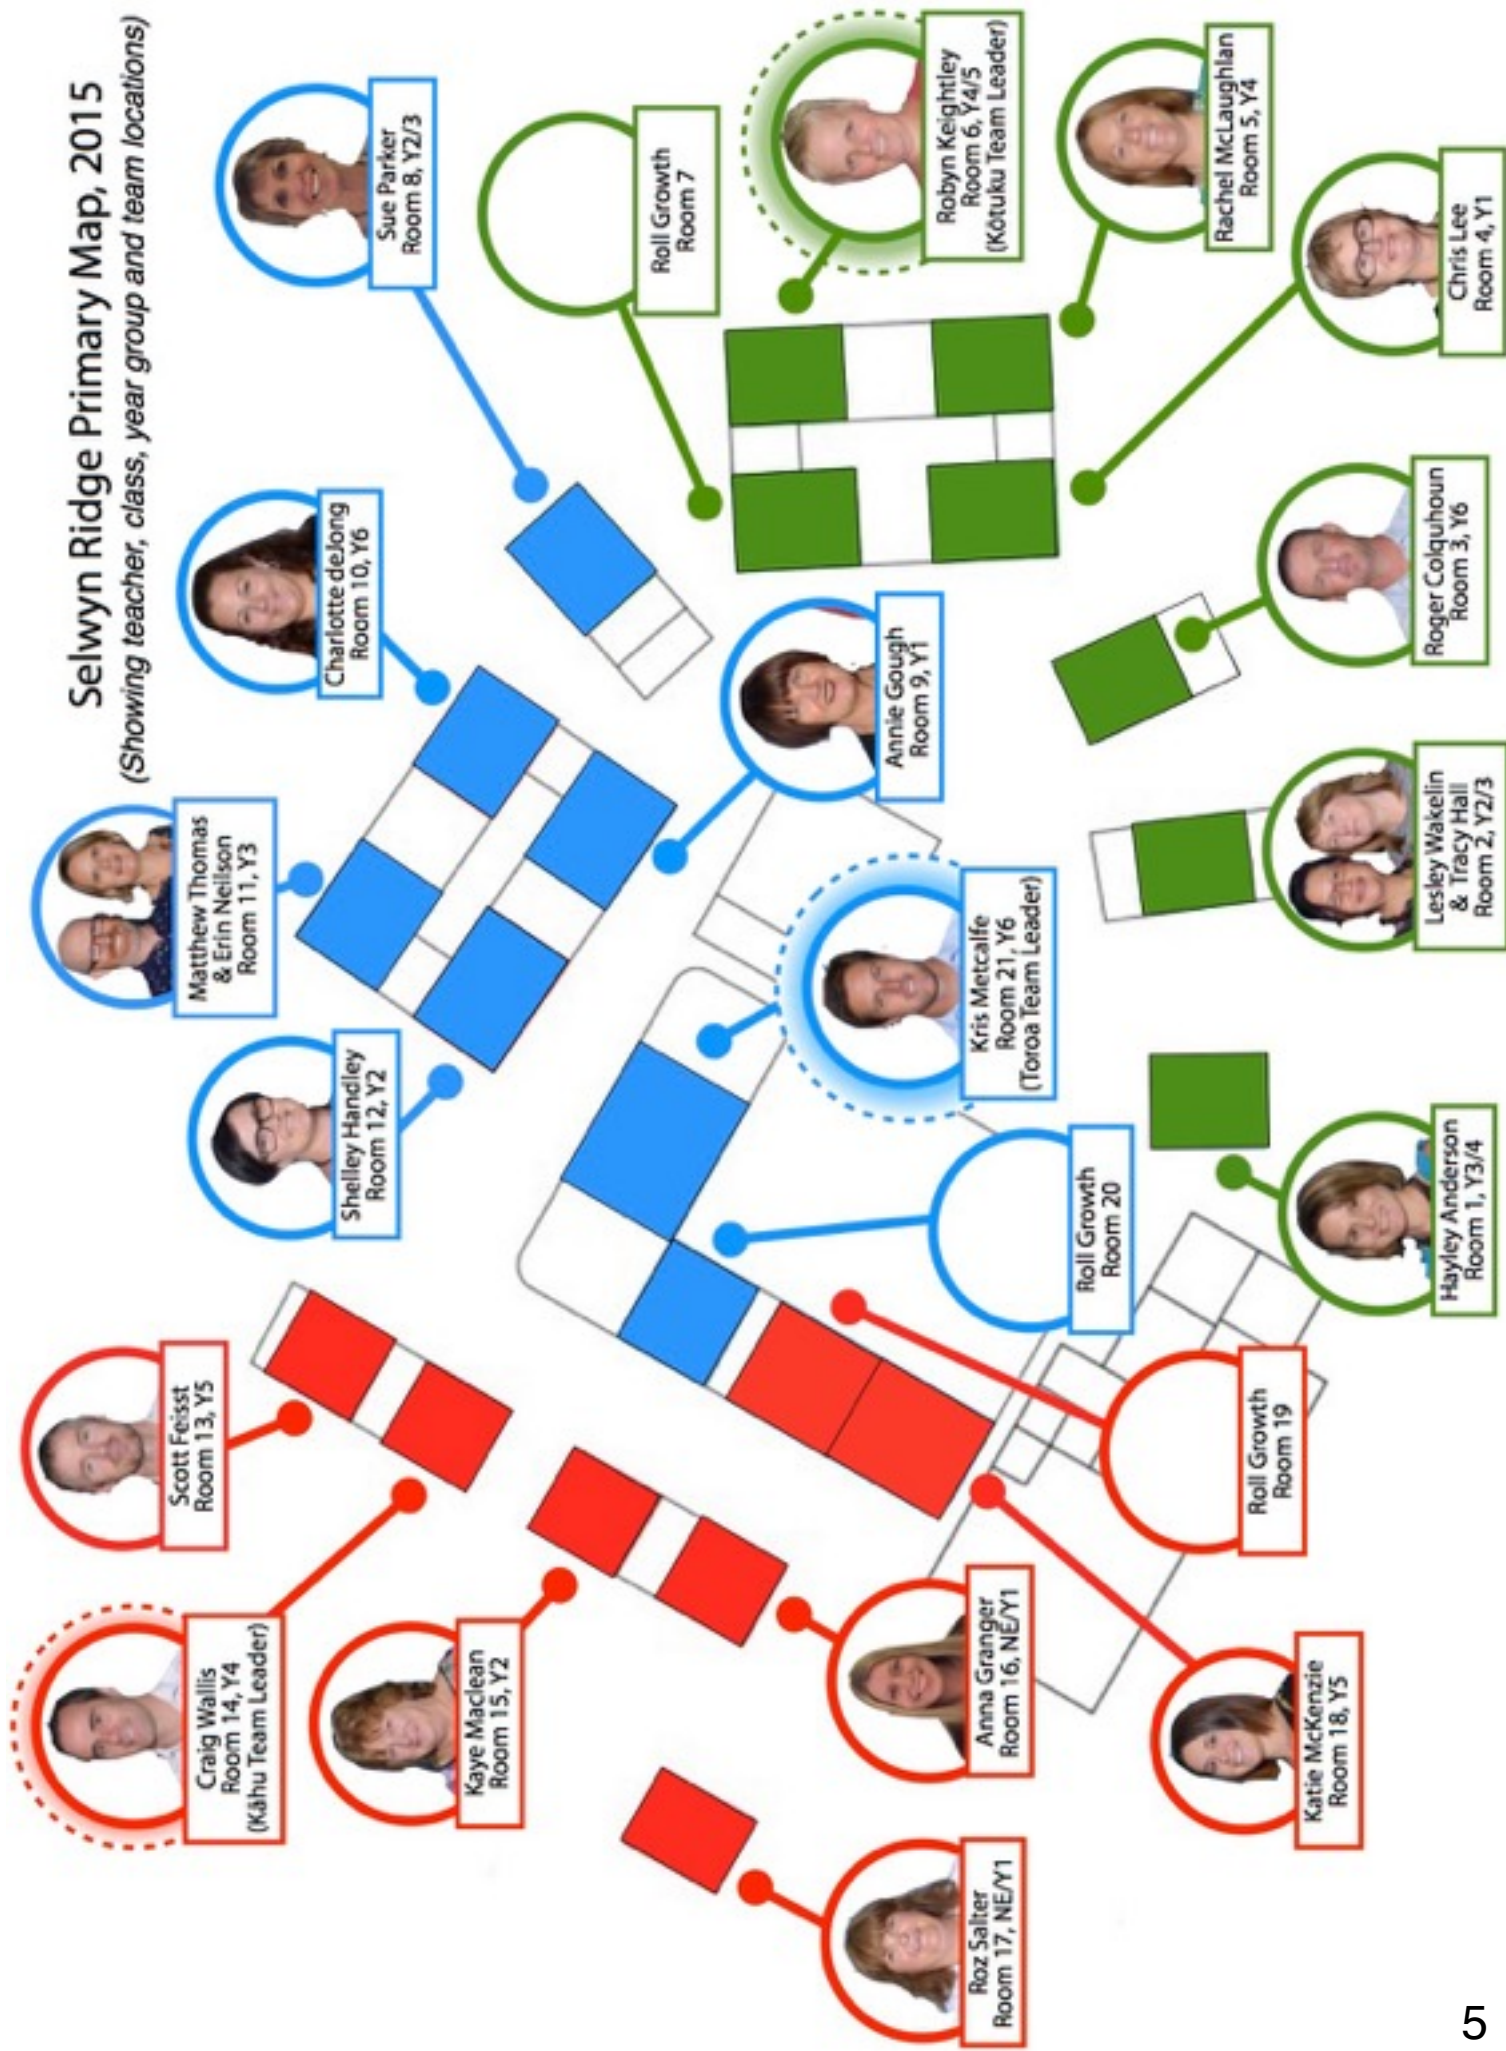 Selwyn Ridge Primary Map, 2015
(Showing teacher, class, year group and team locations)
Scott Feisst
Room 13, Y5
Craig Wallis
Room 14, Y4
(Kāhu Team Leader)
Kaye Maclean
Room 15, Y2
Roz Salter
Room 17, NE/Y1
Anna Granger
Room 16, NE/Y1
Katie McKenzie
Room 18, Y5
Roll Growth
Room 19
Matthew Thomas
& Erin Neilson
Room 11, Y3
Shelley Handley
Room 12, Y2
Charlotte deJong
Room 10, Y6
Sue Parker
Room 8, Y2/3
Annie Gough
Room 9, Y1
Kris Metcalfe
Room 21, Y6
(Toroa Team Leader)
Roll Growth
Room 20
Roll Growth
Room 7
Robyn Keightley
Room 6, Y4/5
(Kōtuku Team Leader)
Rachel McLaughlan
Room 5, Y4
Chris Lee
Room 4, Y1
Roger Colquhoun
Room 3, Y6
Lesley Wakelin
& Tracy Hall
Room 2, Y2/3
Hayley Anderson
Room 1, Y3/4
5